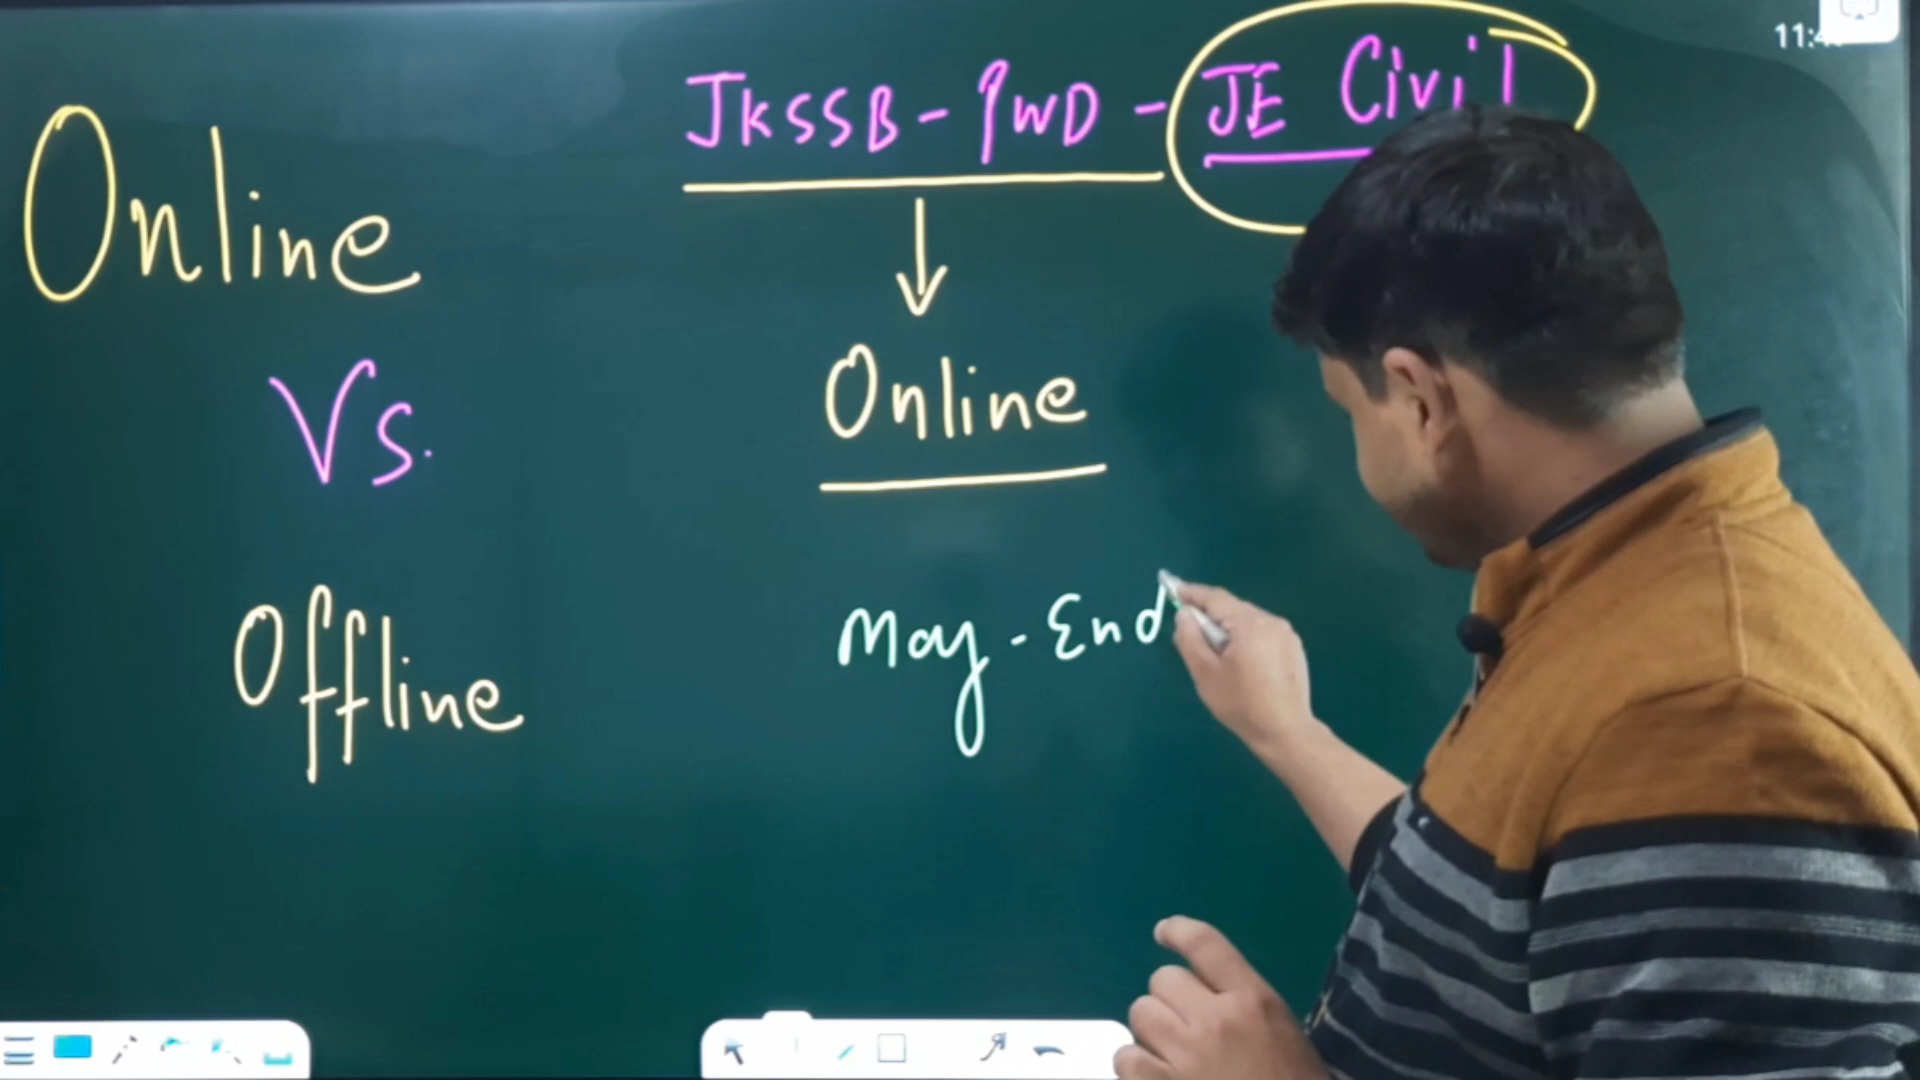 JKSSB - PWD - JE Civil
Online
Vs.
Offline
Online
May - End